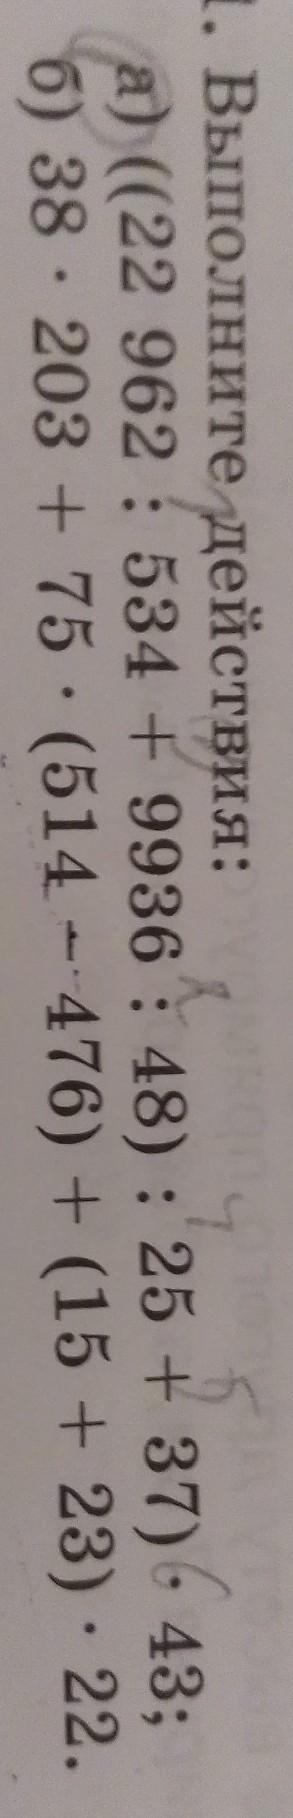 1. Выполните действия:
а) ((22 962 : 534 + 9936 : 48) : 25 + 37) · 43;
б) 38 · 203 + 75 · (514 − 476) + (15 + 23) · 22.